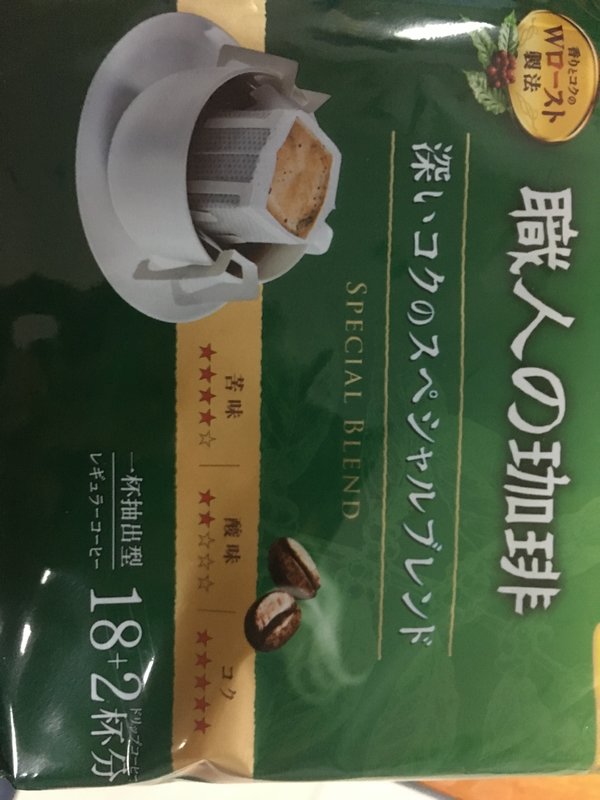 香りとコクの
Wロースト
製法
職人の珈琲
深いコクのスペシャルブレンド
SPECIAL BLEND
苦味 酸味 コク
★★★★☆ ★★☆☆☆ ★★★★★
一杯抽出型
レギュラーコーヒー
ドリップコーヒー
18+2杯分